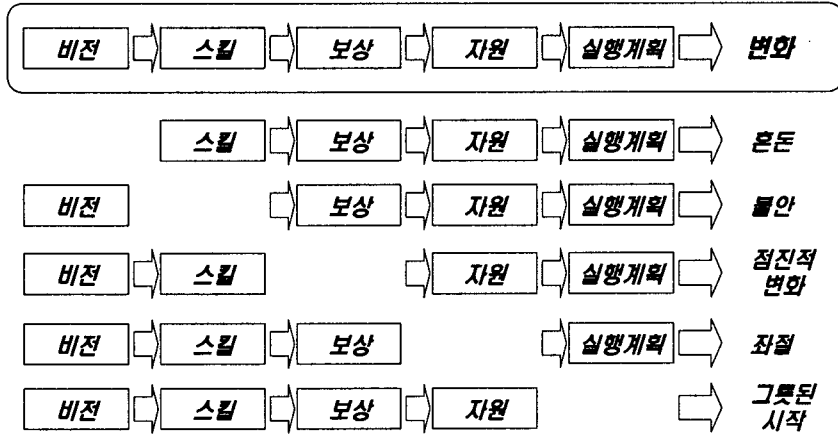 비전 스킬 보상 자원 실행계획 변화
스킬 보상 자원 실행계획 혼돈
비전 보상 자원 실행계획 불안
비전 스킬 자원 실행계획 점진적
변화
비전 스킬 보상 실행계획 좌절
비전 스킬 보상 자원 그릇된
시작